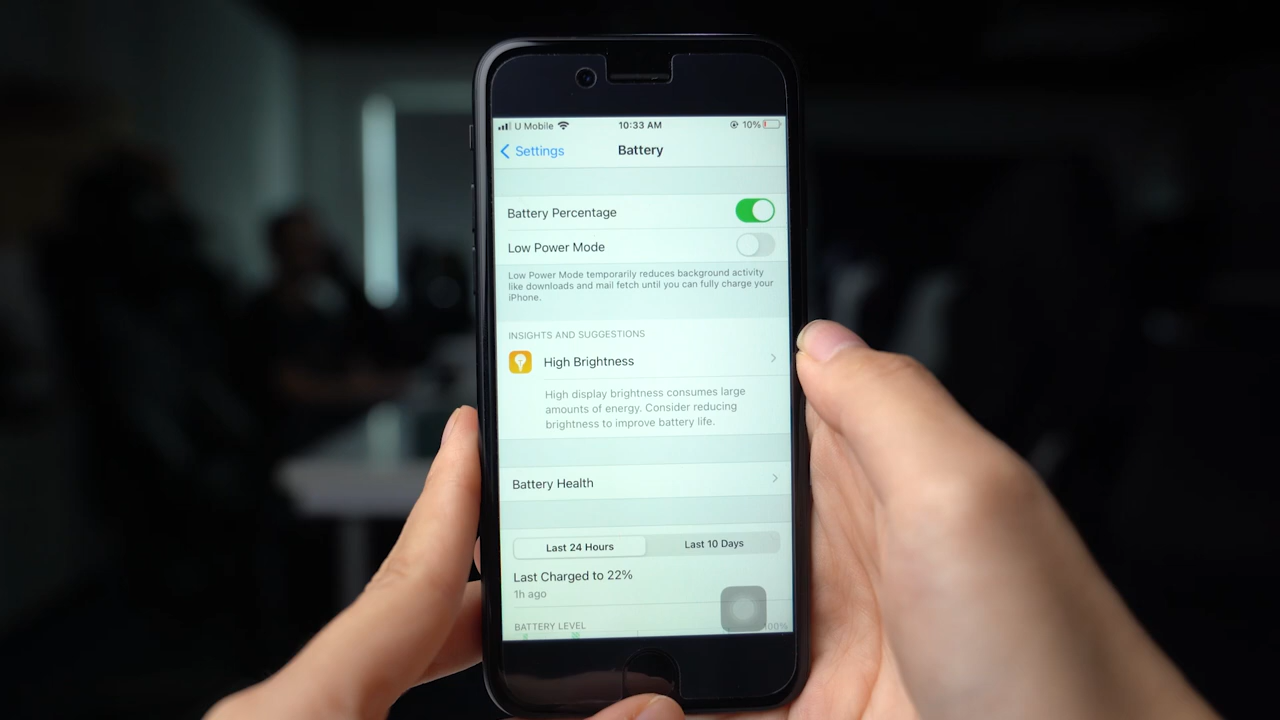 U Mobile 10:33 AM 10%
Settings Battery
Battery Percentage
Low Power Mode
Low Power Mode temporarily reduces background activity
like downloads and mail fetch until you can fully charge your
iPhone.
INSIGHTS AND SUGGESTIONS
High Brightness
High display brightness consumes large
amounts of energy. Consider reducing
brightness to improve battery life.
Battery Health
Last 24 Hours Last 10 Days
Last Charged to 22%
1h ago
BATTERY LEVEL
100%